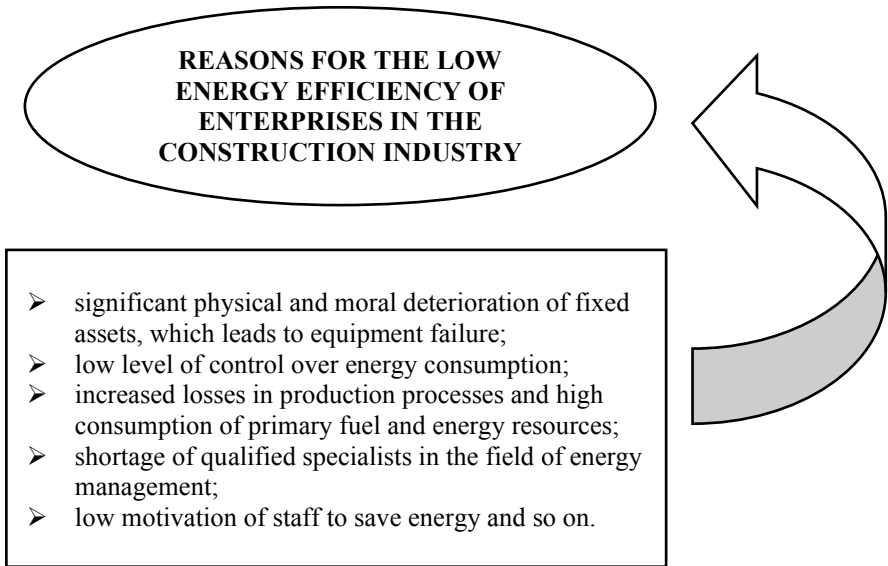 REASONS FOR THE LOW
ENERGY EFFICIENCY OF
ENTERPRISES IN THE
CONSTRUCTION INDUSTRY
➢ significant physical and moral deterioration of fixed
assets, which leads to equipment failure;
➢ low level of control over energy consumption;
➢ increased losses in production processes and high
consumption of primary fuel and energy resources;
➢ shortage of qualified specialists in the field of energy
management;
➢ low motivation of staff to save energy and so on.